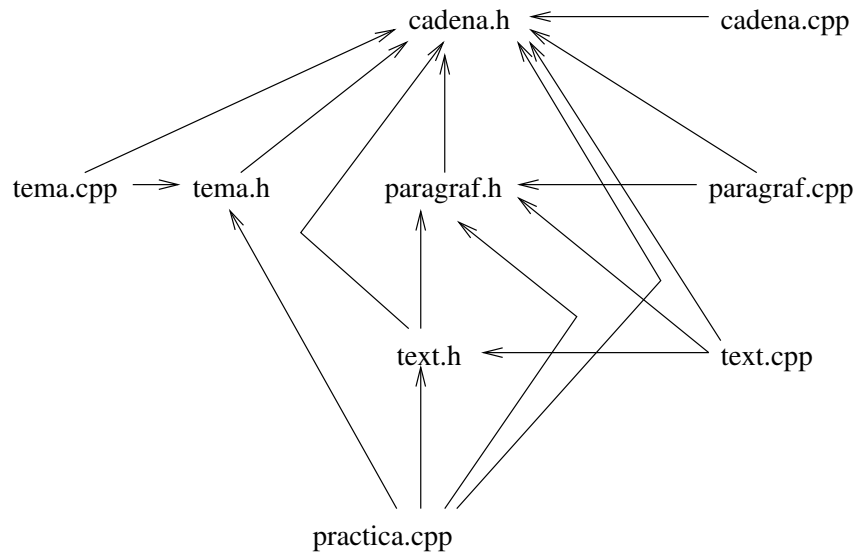 cadena.h
cadena.cpp
tema.cpp
tema.h
paragraf.h
paragraf.cpp
text.h
text.cpp
practica.cpp